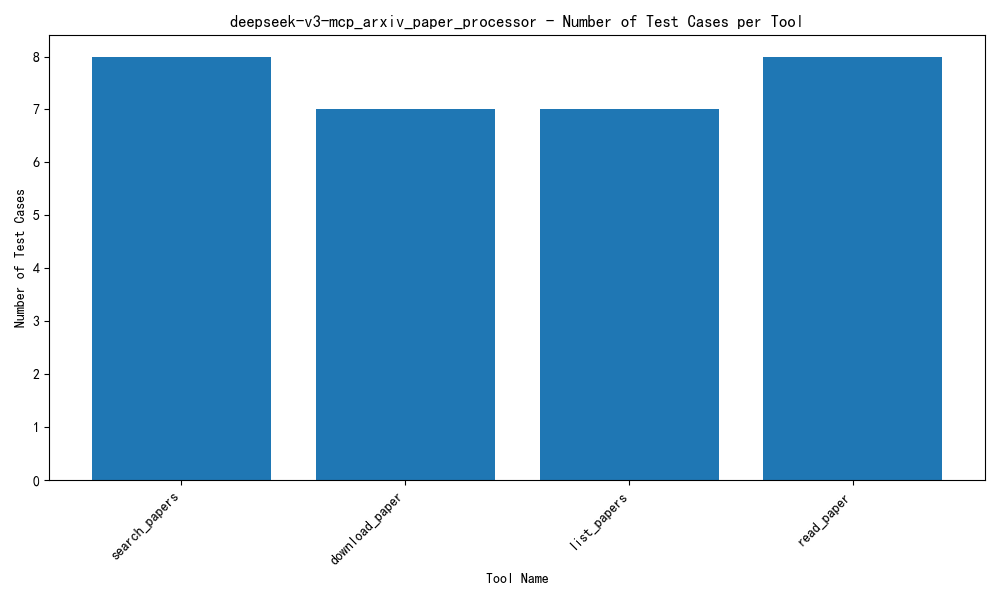 deepseek-v3-mcp_arxiv_paper_processor - Number of Test Cases per Tool
Number of Test Cases
8
7
6
5
4
3
2
1
0
search_papers
download_paper
list_papers
read_paper
Tool Name